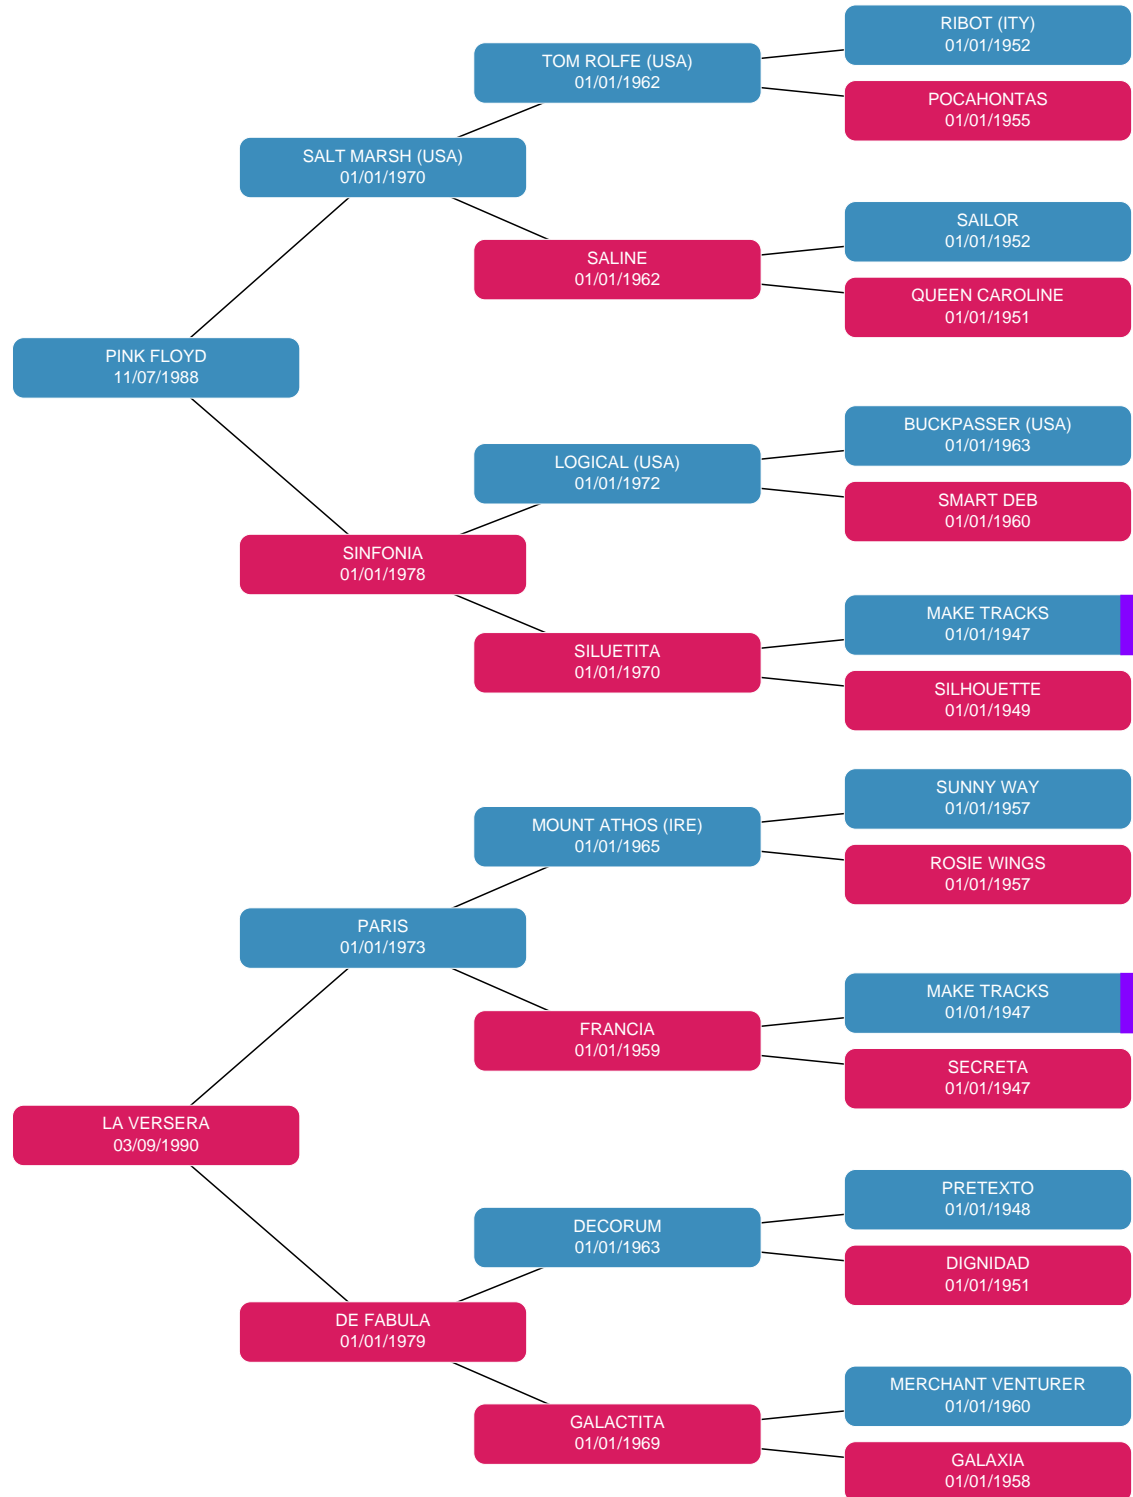 RIBOT (ITY)
01/01/1952
TOM ROLFE (USA)
01/01/1962
POCAHONTAS
01/01/1955
SALT MARSH (USA)
01/01/1970
SAILOR
01/01/1952
SALINE
01/01/1962
QUEEN CAROLINE
01/01/1951
PINK FLOYD
11/07/1988
BUCKPASSER (USA)
01/01/1963
LOGICAL (USA)
01/01/1972
SMART DEB
01/01/1960
SINFONIA
01/01/1978
MAKE TRACKS
01/01/1947
SILUETITA
01/01/1970
SILHOUETTE
01/01/1949
SUNNY WAY
01/01/1957
MOUNT ATHOS (IRE)
01/01/1965
ROSIE WINGS
01/01/1957
PARIS
01/01/1973
MAKE TRACKS
01/01/1947
FRANCIA
01/01/1959
SECRETA
01/01/1947
LA VERSERA
03/09/1990
PRETEXTO
01/01/1948
DECORUM
01/01/1963
DIGNIDAD
01/01/1951
DE FABULA
01/01/1979
MERCHANT VENTURER
01/01/1960
GALACTITA
01/01/1969
GALAXIA
01/01/1958